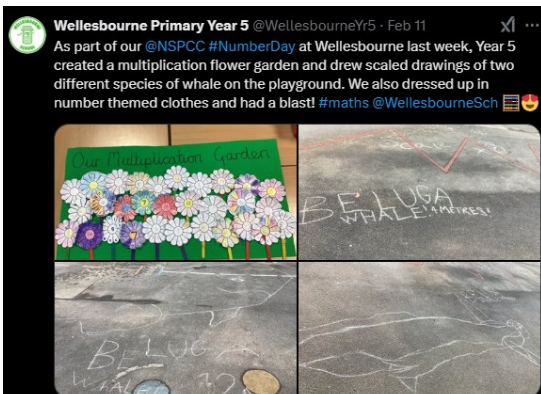 Wellesbourne Primary Year 5 @WellesbourneYr5 · Feb 11
As part of our @NSPCC #NumberDay at Wellesbourne last week, Year 5
created a multiplication flower garden and drew scaled drawings of two
different species of whale on the playground. We also dressed up in
number themed clothes and had a blast! #maths @WellesbourneSch
Our Multiplication Garden
BELUGA
WHALE 4 METRES!
BELUGA
WHALE